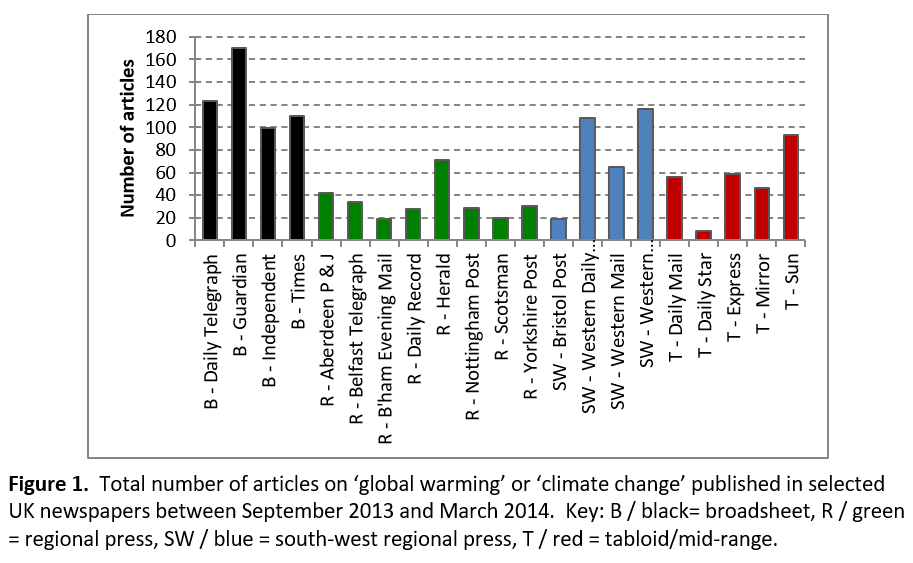 180
160
140
120
100
80
60
40
20
0
Number of articles
B - Daily Telegraph
B - Guardian
B - Independent
B - Times
R - Aberdeen P & J
R - Belfast Telegraph
R - B'ham Evening Mail
R - Daily Record
R - Herald
R - Nottingham Post
R - Scotsman
R - Yorkshire Post
SW - Bristol Post
SW - Western Daily...
SW - Western Mail
SW - Western...
T - Daily Mail
T - Daily Star
T - Express
T - Mirror
T - Sun
Figure 1.  Total number of articles on ‘global warming’ or ‘climate change’ published in selected
UK newspapers between September 2013 and March 2014.  Key: B / black= broadsheet, R / green
= regional press, SW / blue = south-west regional press, T / red = tabloid/mid-range.